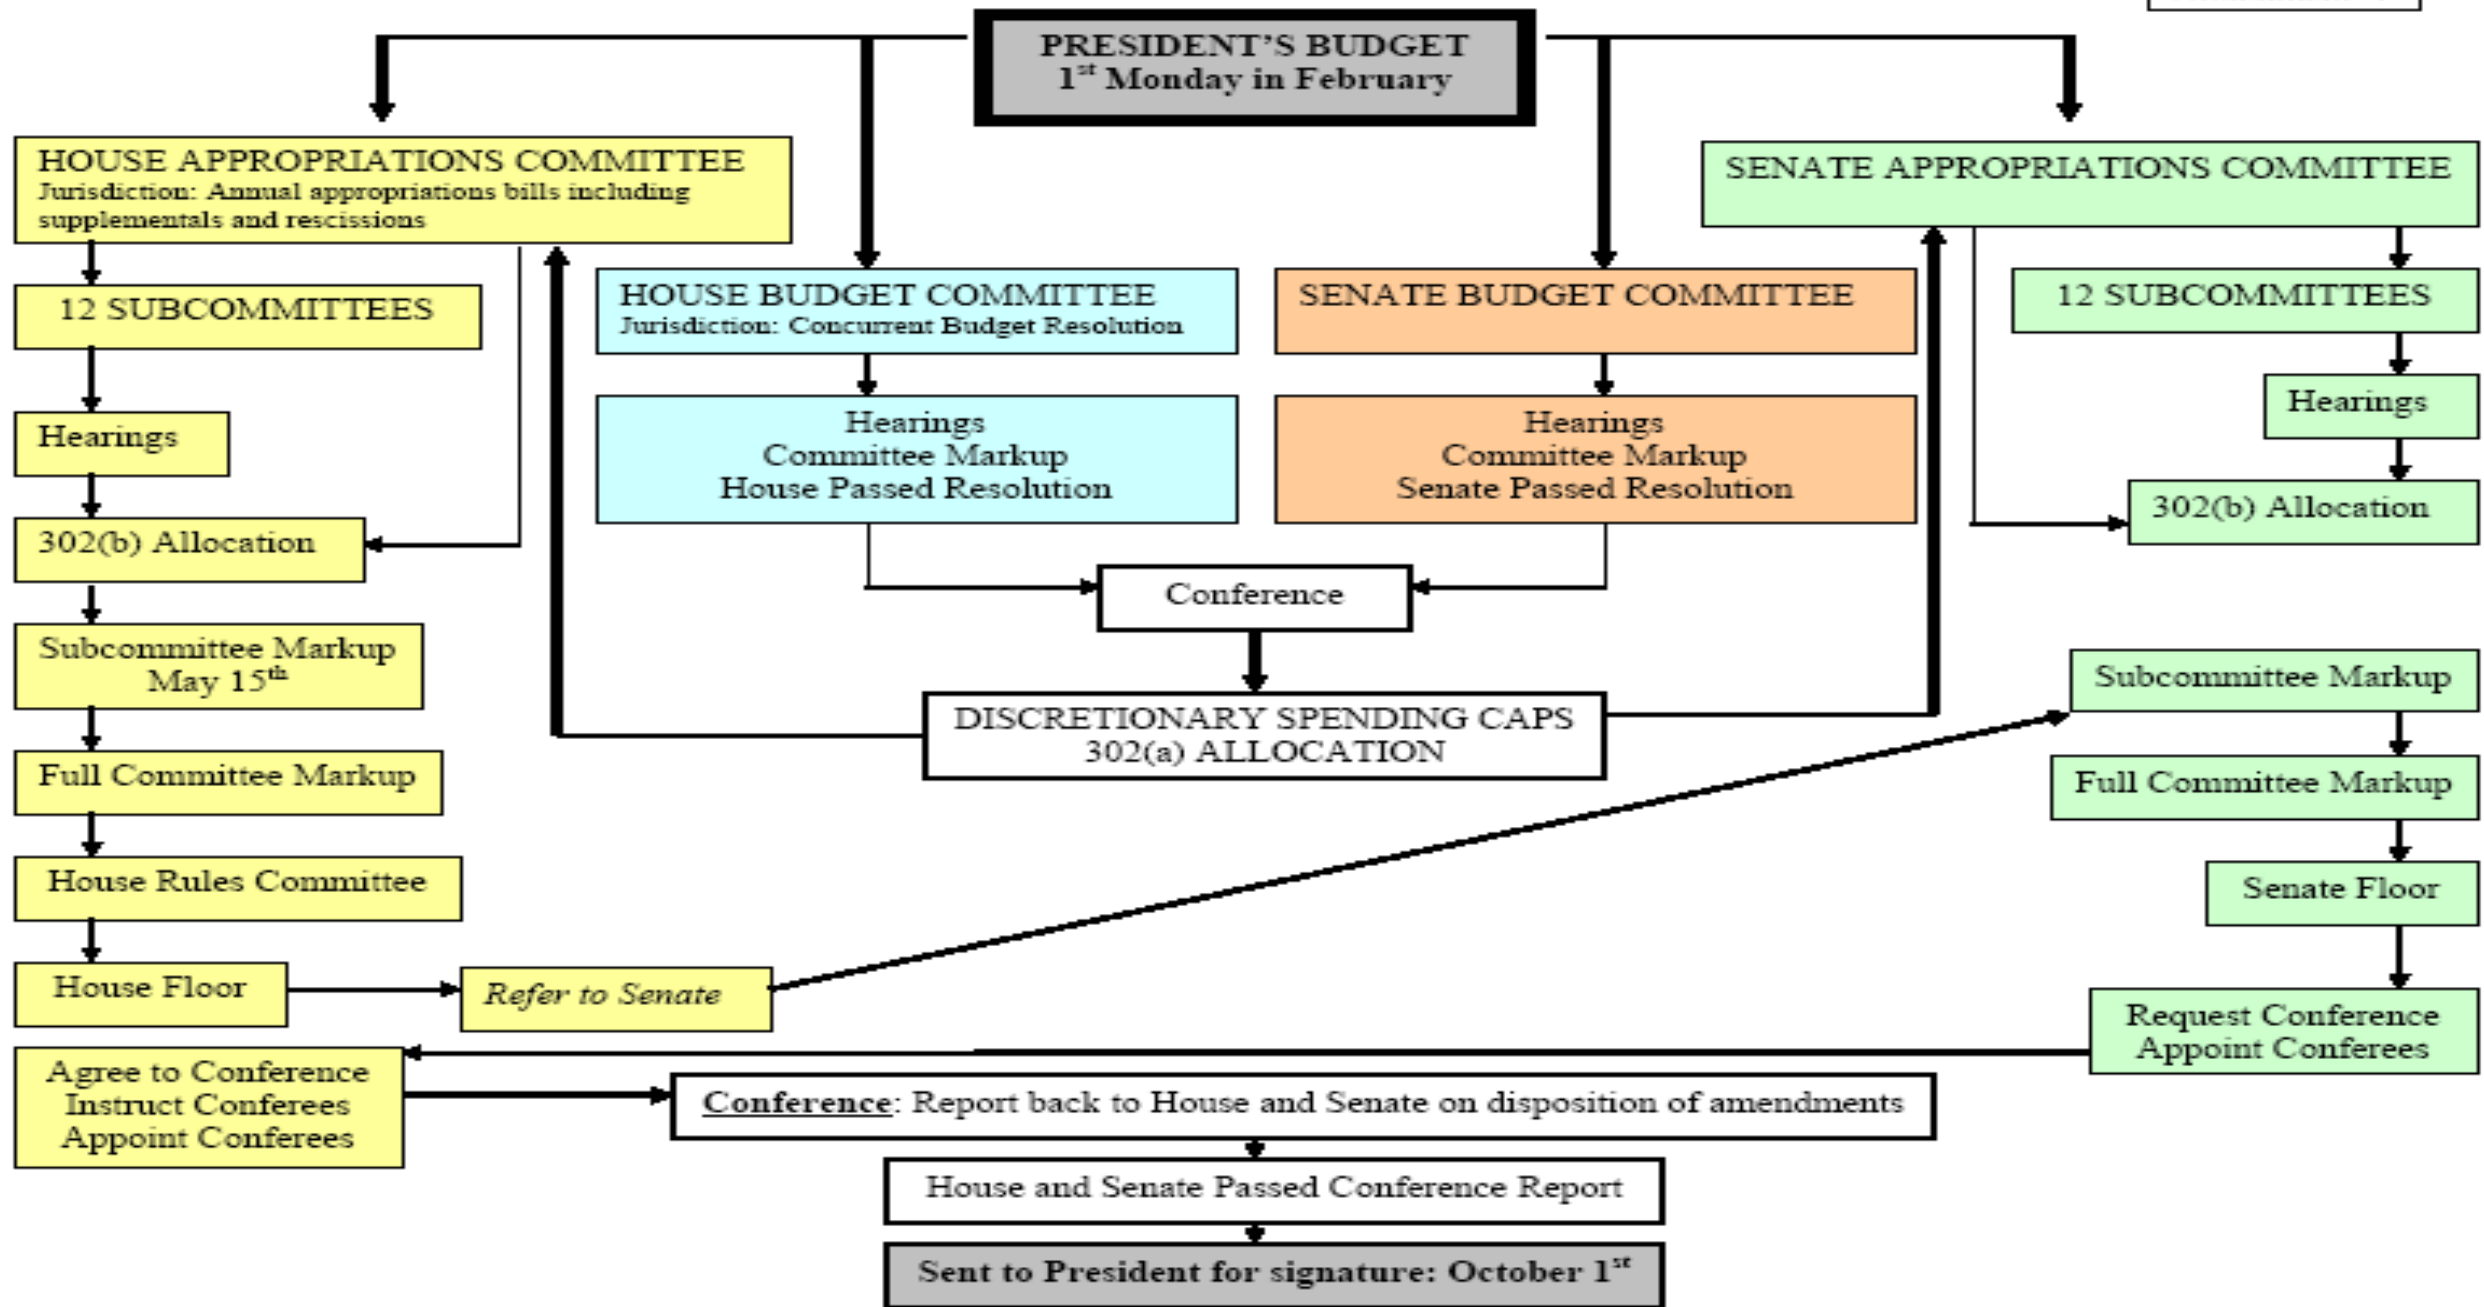 PRESIDENT'S BUDGET
1st Monday in February
HOUSE APPROPRIATIONS COMMITTEE
Jurisdiction: Annual appropriations bills including
supplementals and rescissions
SENATE APPROPRIATIONS COMMITTEE
12 SUBCOMMITTEES
HOUSE BUDGET COMMITTEE
Jurisdiction: Concurrent Budget Resolution
SENATE BUDGET COMMITTEE
12 SUBCOMMITTEES
Hearings
Hearings
Committee Markup
House Passed Resolution
Hearings
Committee Markup
Senate Passed Resolution
Hearings
302(b) Allocation
302(b) Allocation
Conference
Subcommittee Markup
May 15th
DISCRETIONARY SPENDING CAPS
302(a) ALLOCATION
Subcommittee Markup
Full Committee Markup
Full Committee Markup
House Rules Committee
Senate Floor
House Floor
Refer to Senate
Request Conference
Appoint Conferees
Agree to Conference
Instruct Conferees
Appoint Conferees
Conference: Report back to House and Senate on disposition of amendments
House and Senate Passed Conference Report
Sent to President for signature: October 1st